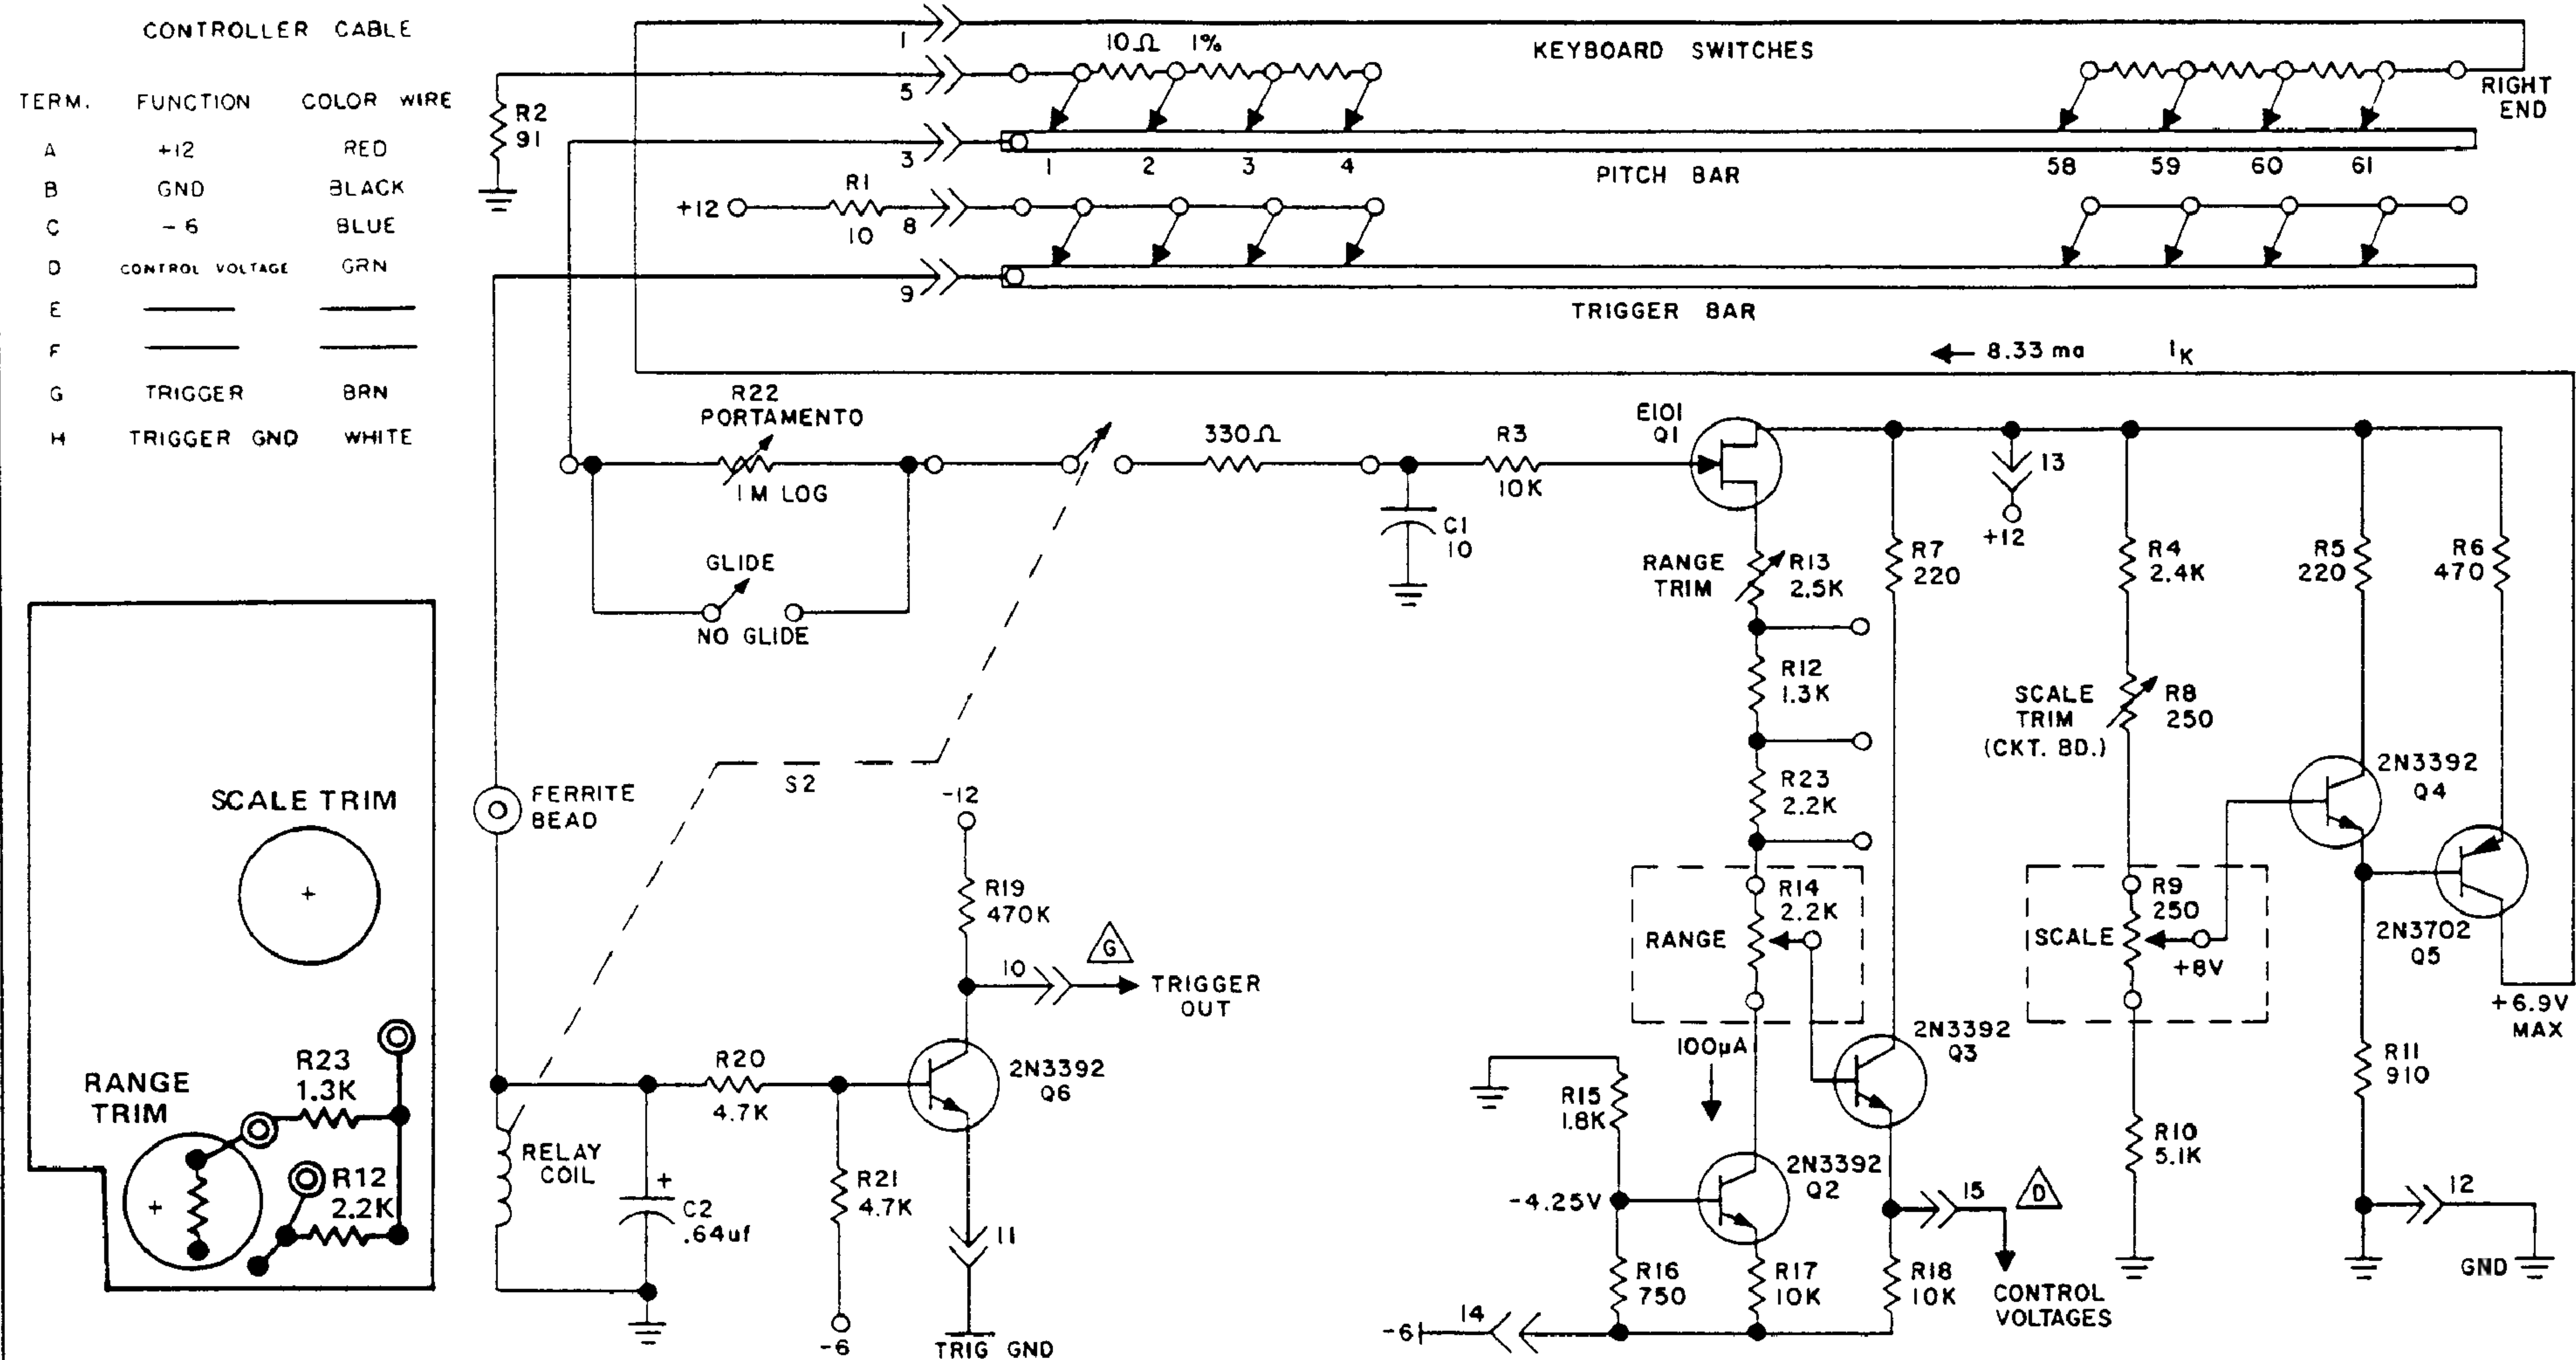 CONTROLLER CABLE
TERM. FUNCTION COLOR WIRE
A +12 RED
B GND BLACK
C - 6 BLUE
D CONTROL VOLTAGE GRN
E
F
G TRIGGER BRN
H TRIGGER GND WHITE
1
10Ω 1%
KEYBOARD SWITCHES
5
RIGHT
END
R2
91
3
1 2 3 4
58 59 60 61
PITCH BAR
+12
R1
10
8
9
TRIGGER BAR
8.33 ma IK
R22
PORTAMENTO
1M LOG
GLIDE
NO GLIDE
330Ω
R3
10K
C1
10
E101
Q1
RANGE
TRIM
R13
2.5K
R7
220
13
+12
R4
2.4K
R5
220
R6
470
R12
1.3K
SCALE
TRIM
(CKT. BD.)
R8
250
R23
2.2K
2N3392
Q4
S2
FERRITE
BEAD
-12
R19
470K
G
10
TRIGGER
OUT
RANGE
R14
2.2K
SCALE
R9
250
+8V
2N3702
Q5
+6.9V
MAX
SCALE TRIM
RANGE
TRIM
R23
1.3K
R12
2.2K
R20
4.7K
2N3392
Q6
RELAY
COIL
+
C2
.64uf
R21
4.7K
-6
11
TRIG GND
100µA
2N3392
Q3
R15
1.8K
-4.25V
2N3392
Q2
15
D
R10
5.1K
R11
910
12
GND
R16
750
R17
10K
R18
10K
CONTROL
VOLTAGES
-6
14